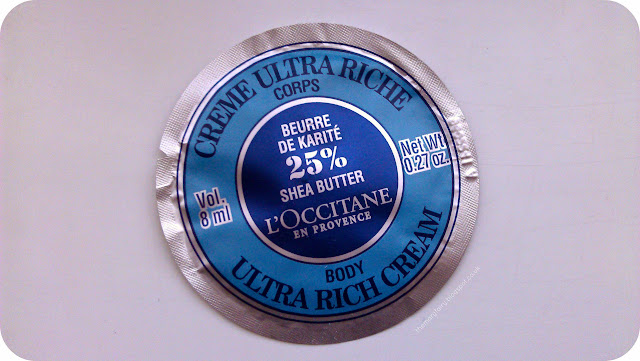 CREME ULTRA RICHE
CORPS
BEURRE
DE KARITÉ
25%
SHEA BUTTER
L'OCCITANE
EN PROVENCE
Vol.
8 ml
Net Wt
0.27 oz.
BODY
ULTRA RICH CREAM